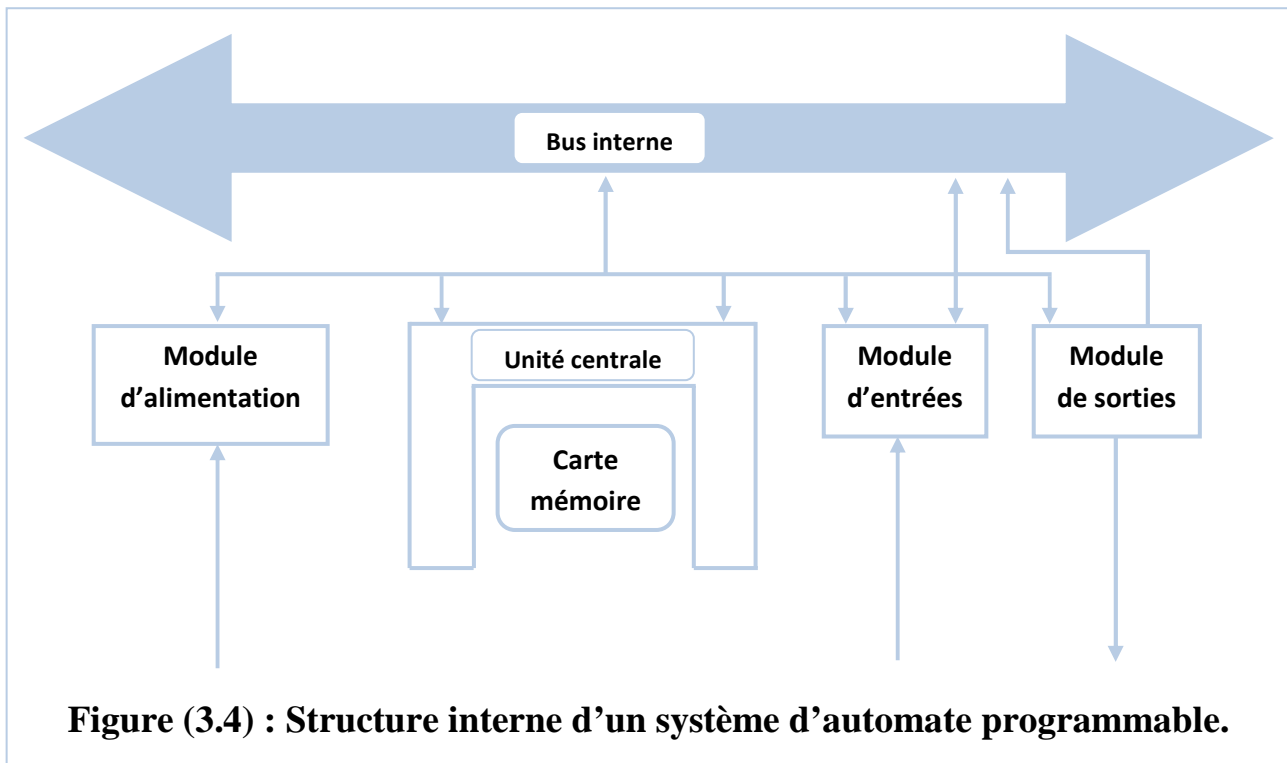 Bus interne
Module
d’alimentation
Unité centrale
Carte
mémoire
Module
d’entrées
Module
de sorties
Figure (3.4) : Structure interne d’un système d’automate programmable.